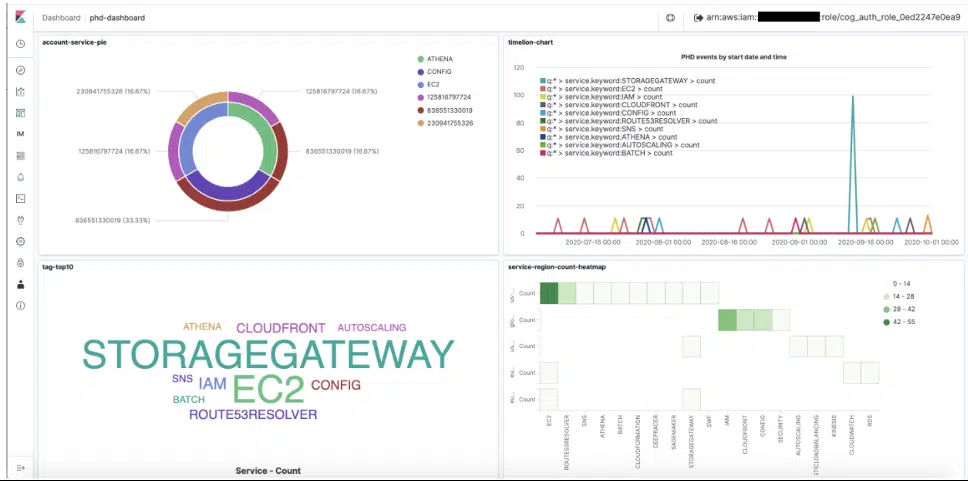 Dashboard phd-dashboard
arn:aws:iam: :role/cog_auth_role_0ed2247e0ea9
account-service-pie
ATHENA
CONFIG
EC2
125816797724
836551330019
230941755326
230941755326 (16.67%)
125816797724 (16.67%)
125816797724 (16.67%)
836551330019 (16.67%)
836551330019 (33.33%)
timelion-chart
PHD events by start date and time
120
100
80
60
40
20
0
q:* > service.keyword:STORAGEGATEWAY > count
q:* > service.keyword:EC2 > count
q:* > service.keyword:IAM > count
q:* > service.keyword:CLOUDFRONT > count
q:* > service.keyword:CONFIG > count
q:* > service.keyword:ROUTE53RESOLVER > count
q:* > service.keyword:SNS > count
q:* > service.keyword:ATHENA > count
q:* > service.keyword:AUTOSCALING > count
q:* > service.keyword:BATCH > count
2020-07-16 00:00
2020-08-01 00:00
2020-08-16 00:00
2020-09-01 00:00
2020-09-16 00:00
2020-10-01 00:00
IM
tag-top10
ATHENA
CLOUDFRONT
AUTOSCALING
STORAGEGATEWAY
SNS
IAM
EC2
CONFIG
BATCH
ROUTE53RESOLVER
Service - Count
service-region-count-heatmap
Count
Count
Count
Count
Count
0 - 14
14 - 28
28 - 42
42 - 55
EC2
ROUTE53RESOLVER
SNS
ATHENA
BATCH
CLOUDFORMATION
DEEPRACER
SAGEMAKER
STORAGEGATEWAY
SWF
IAM
CLOUDFRONT
CONFIG
SECURITY
AUTOSCALING
STICLOADBALANCING
KINESIS
CLOUDWATCH
RDS